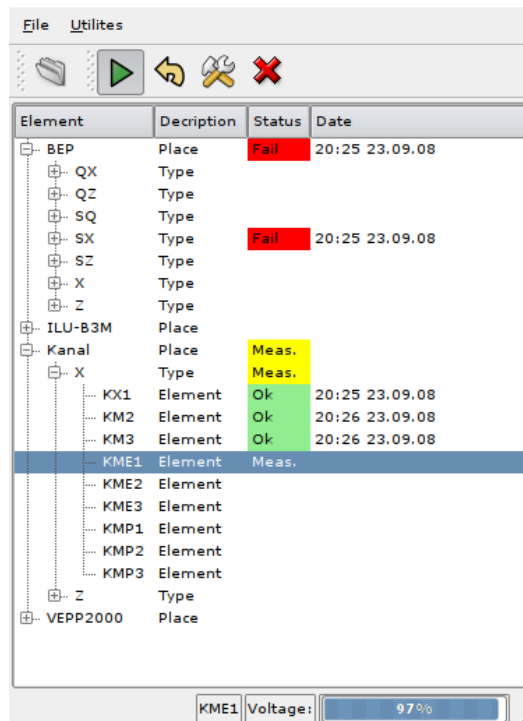 File Utilites
Element Decription Status Date
BEP Place Fail 20:25 23.09.08
QX Type
QZ Type
SQ Type
SX Type Fail 20:25 23.09.08
SZ Type
X Type
Z Type
ILU-B3M Place
Kanal Place Meas.
X Type Meas.
KX1 Element Ok 20:25 23.09.08
KM2 Element Ok 20:26 23.09.08
KM3 Element Ok 20:26 23.09.08
KME1 Element Meas.
KME2 Element
KME3 Element
KMP1 Element
KMP2 Element
KMP3 Element
Z Type
VEPP2000 Place
KME1 Voltage: 97%